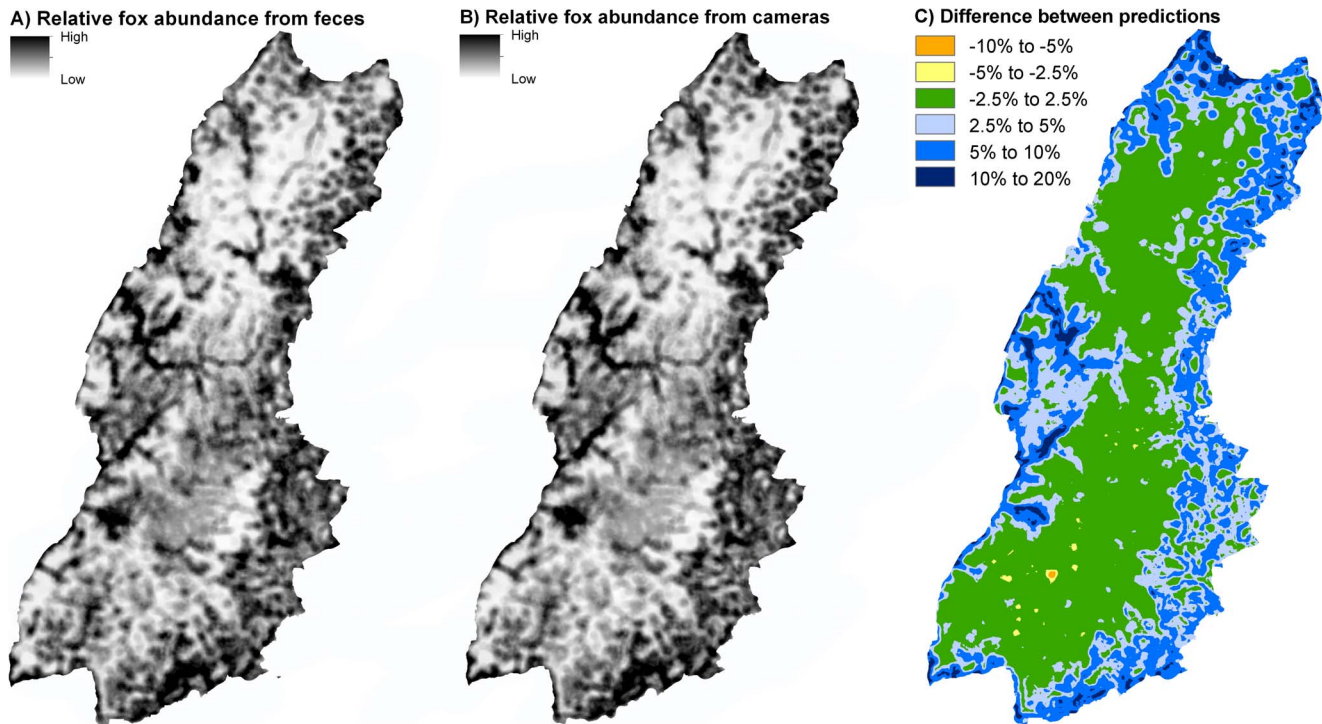 A) Relative fox abundance from feces
High
Low
B) Relative fox abundance from cameras
High
Low
C) Difference between predictions
-10% to -5%
-5% to -2.5%
-2.5% to 2.5%
2.5% to 5%
5% to 10%
10% to 20%